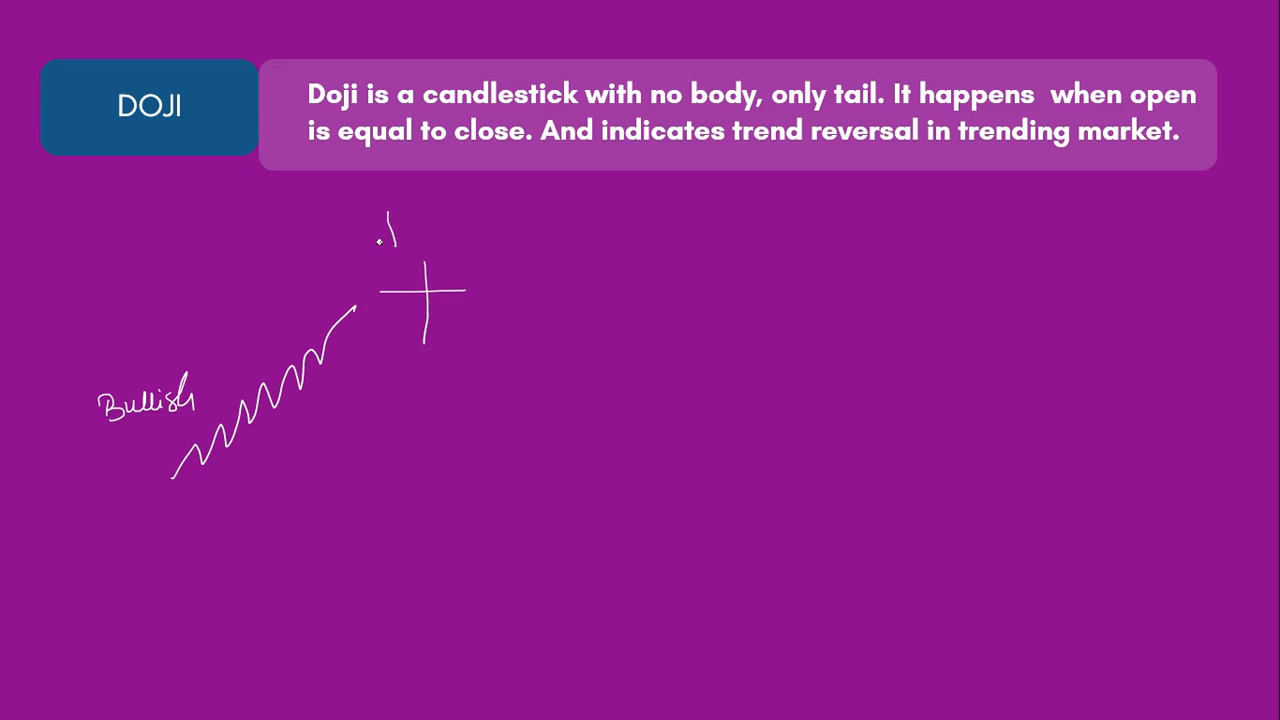 DOJI
Doji is a candlestick with no body, only tail. It happens when open
is equal to close. And indicates trend reversal in trending market.
Bullish